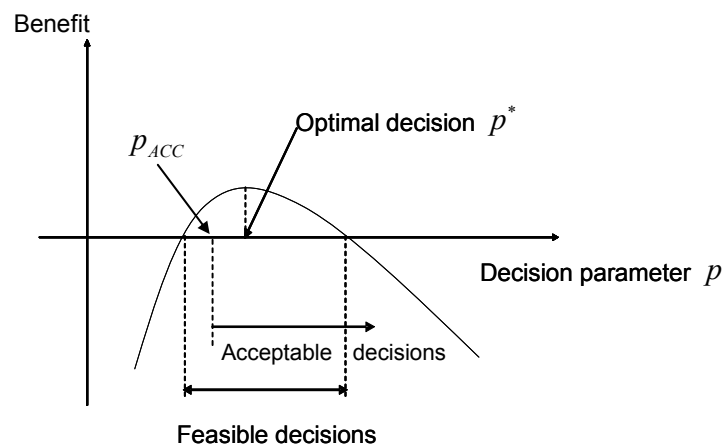 Benefit
Optimal decision p*
p_ACC
Decision parameter p
Acceptable decisions
Feasible decisions